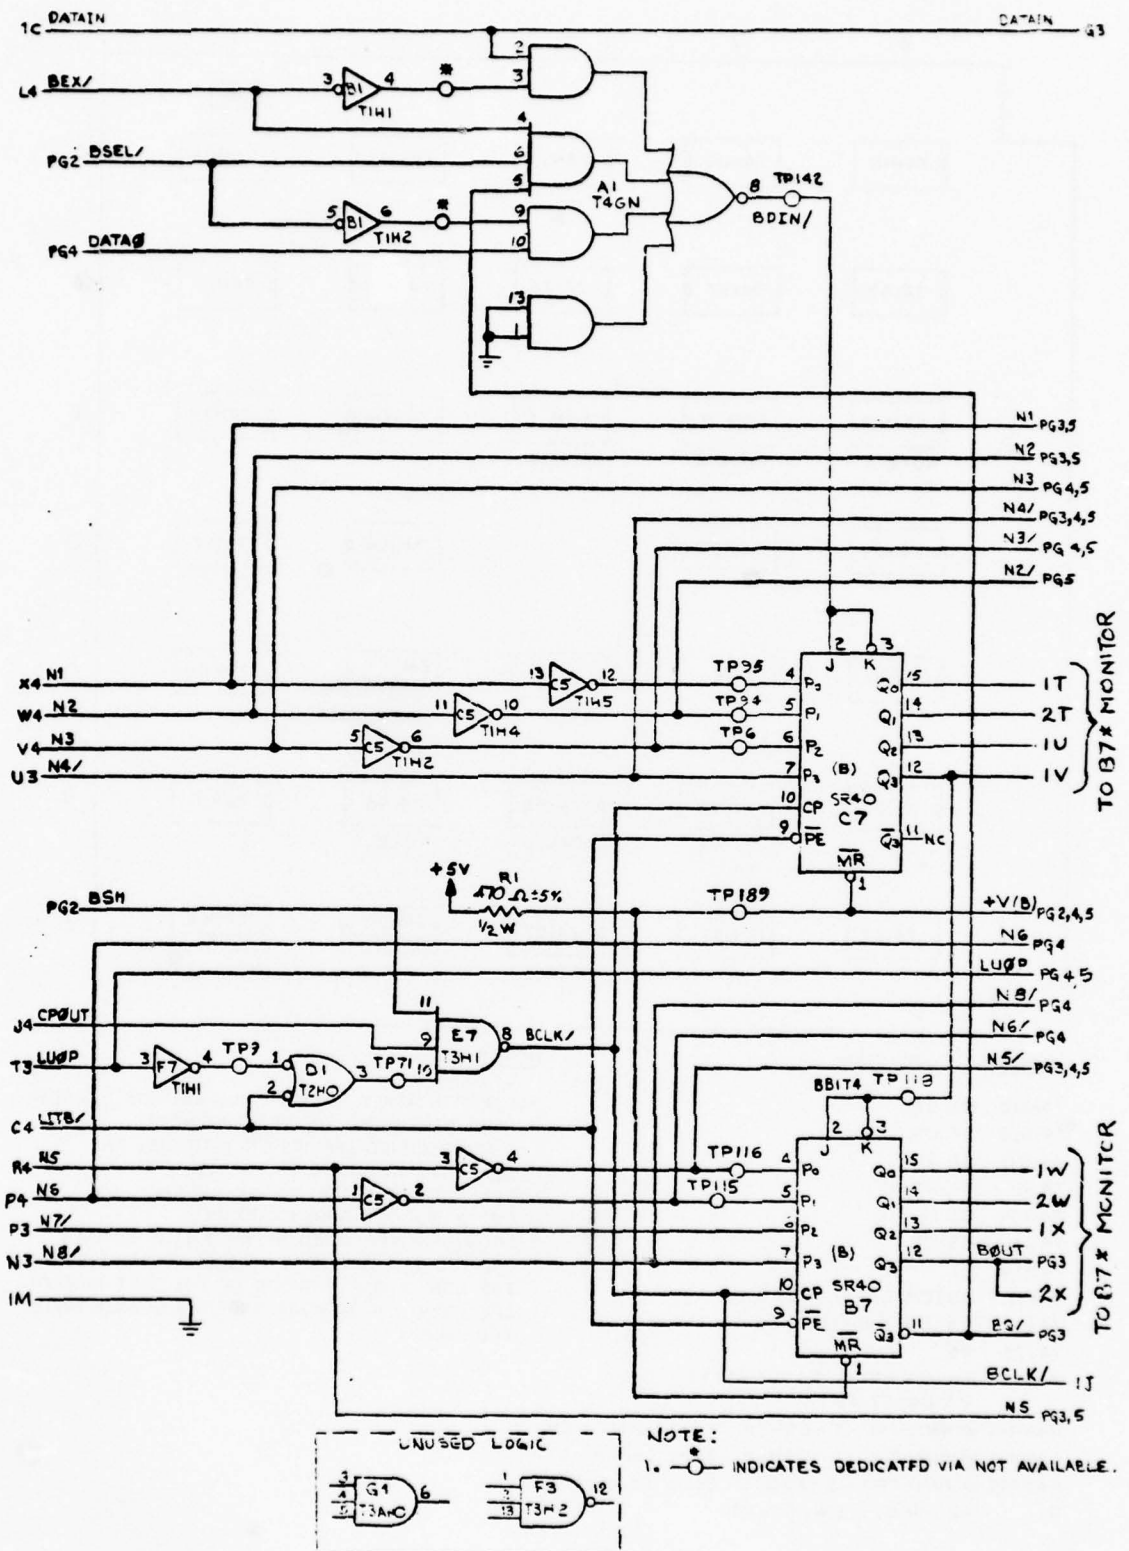 1C DATAIN DATAIN G3
2
L4 BEX/ 3 B1 4 * 3
T1H1
4
PG2 BSEL/ 6
5 A1 8 TP142
T4GN BDIN/
5 B1 6 * 9
T1H2
PG4 DATAØ 10
13
1
N1 PG3,5
N2 PG3,5
N3 PG4,5
N4/ PG3,4,5
N3/ PG 4,5
N2/ PG5
2 3
J K
X4 N1 13 C5 12 TP95 4 15 1T
T1H5 Q0
W4 N2 11 C5 10 TP94 5 P1 Q1 14 2T
T1H4
V4 N3 5 C5 6 TP6 6 P2 Q2 13 1U
T1H2
U3 N4/ 7 P3 (B) Q3 12 1V
TO B7* MONITOR
10 CP SR40
C7
9 PE Q3 11 NC
MR
1
+5V R1
470 Ω ±5%
1/2 W
TP189 +V(B) PG2,4,5
PG2 BSM
N6 PG4
LUØP PG4,5
11 N8/ PG4
J4 CPØUT 9 E7 8 BCLK/ N6/ PG4
T3H1
T3 LUØP 3 F7 4 1 D1 3 TP71 10 N5/ PG3,4,5
T1H1 T2H0
2 BBIT4
C4 LITB/ 2 3
J K
R4 N5 3 C5 4 TP116 4 P0 Q0 15 1W
P4 N6 1 C5 2 TP115 5 P1 Q1 14 2W
P3 N7/ 6 P2 Q2 13 1X
N3 N8/ 7 P3 (B) Q3 12 BØUT PG3
1M 10 CP SR40 2X
B7
TO B7* MONITOR
9 PE Q3 11 BQ/ PG3
MR
1
BCLK/ 1J
N5 PG3,5
UNUSED LOGIC
3 G1 6 1 F3 12
4
13 T3H2
NOTE:
*
1. INDICATES DEDICATED VIA NOT AVAILABLE.